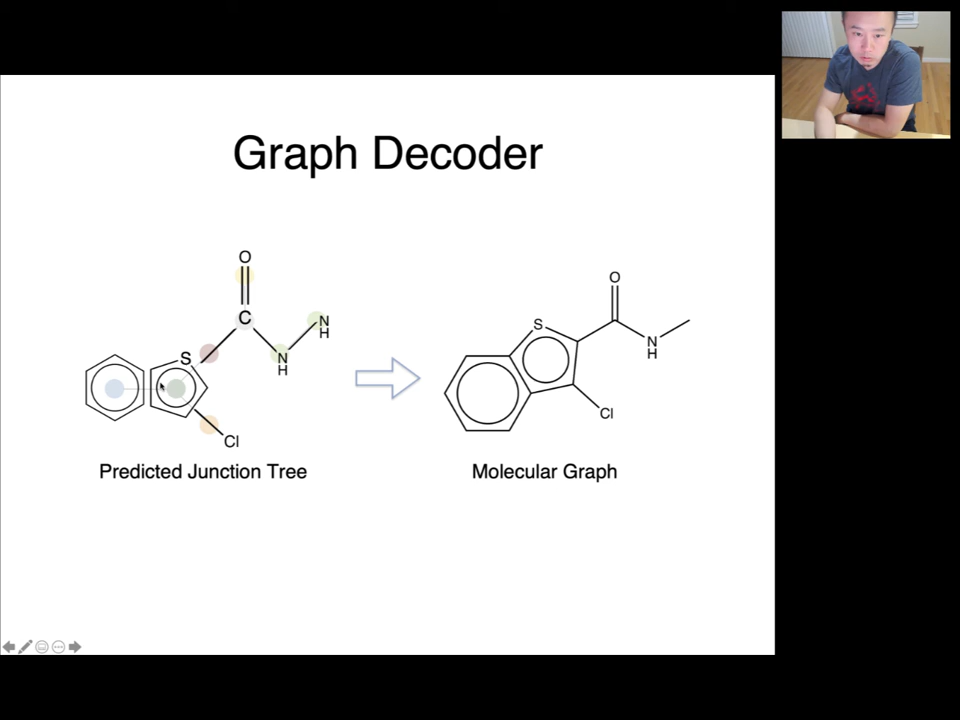 Graph Decoder
O
C
N
H
N
H
S
Cl
O
S
N
H
Cl
Predicted Junction Tree
Molecular Graph